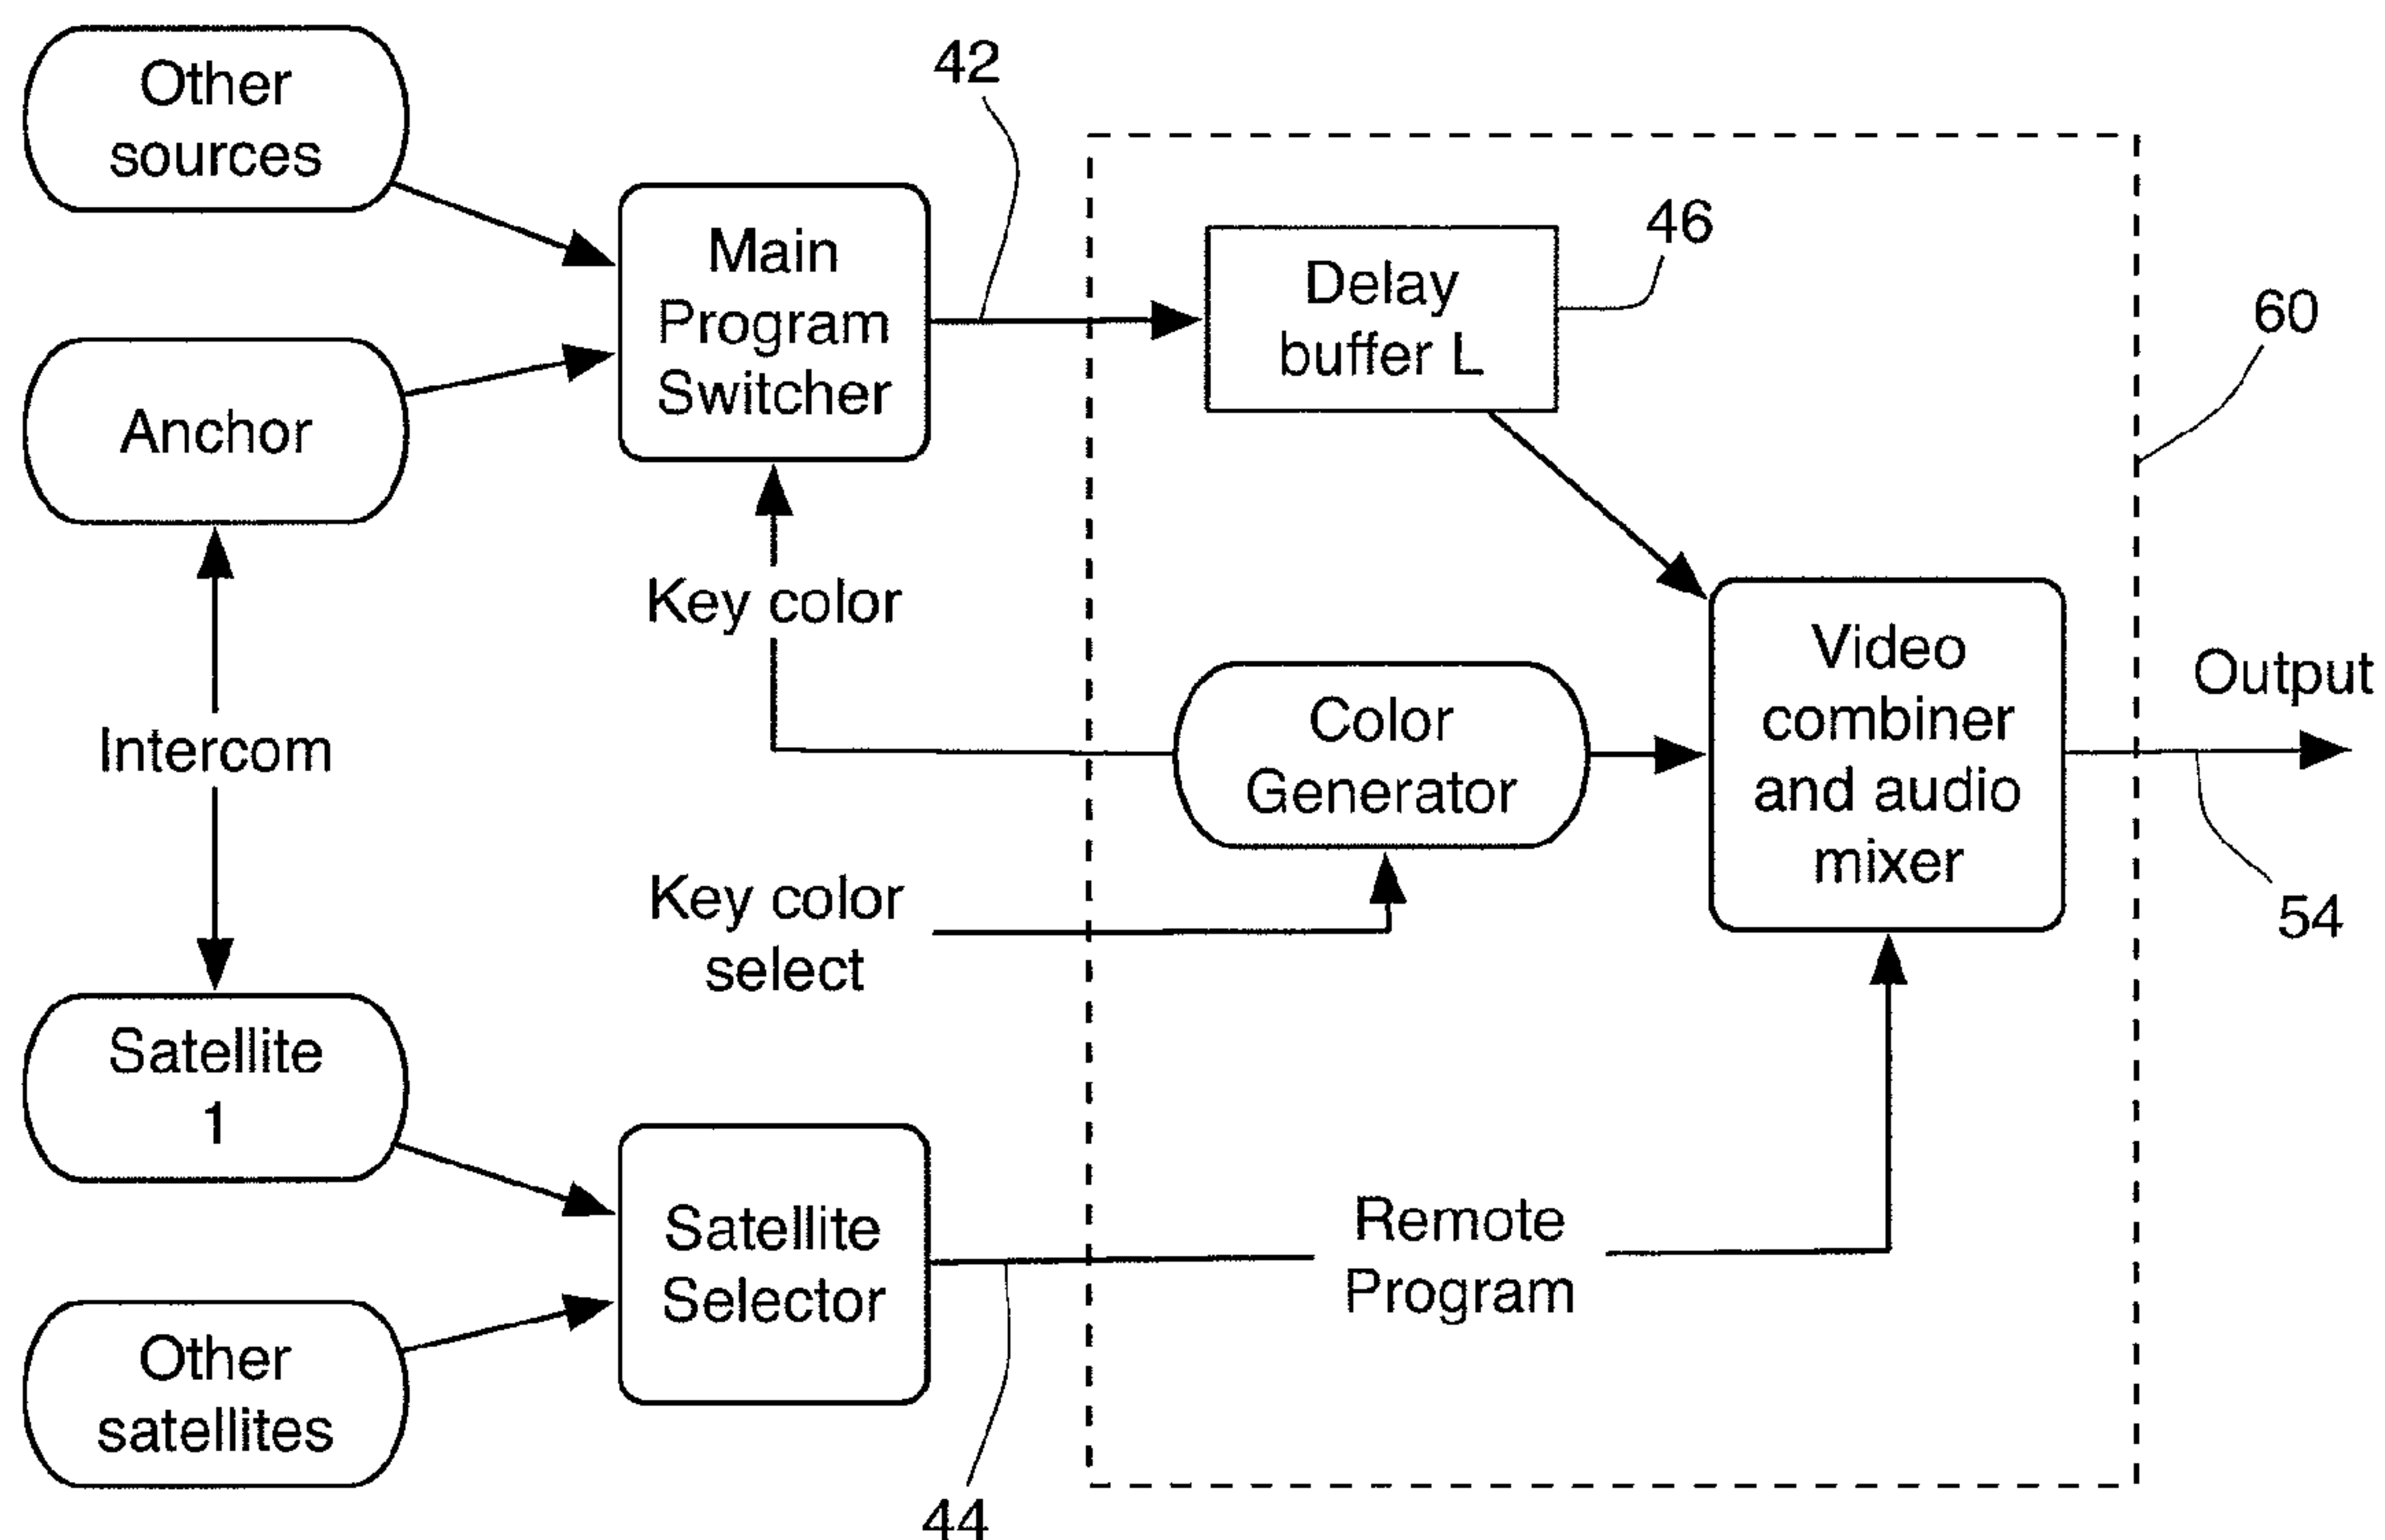 Other
sources
42
Main
Program
Switcher
Delay
buffer L
46
60
Anchor
Key color
Intercom
Color
Generator
Video
combiner
and audio
mixer
Output
Key color
select
54
Satellite
1
Satellite
Selector
Remote
Program
Other
satellites
44